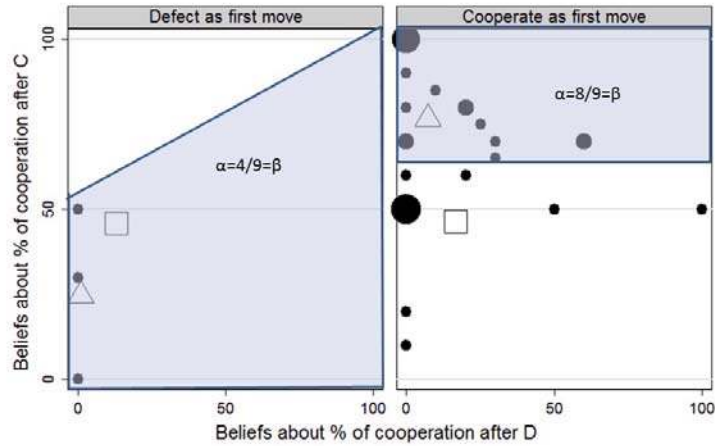 Defect as first move
Cooperate as first move
Beliefs about % of cooperation after C
100
50
0
α=4/9=β
α=8/9=β
0
50
100
0
50
100
Beliefs about % of cooperation after D